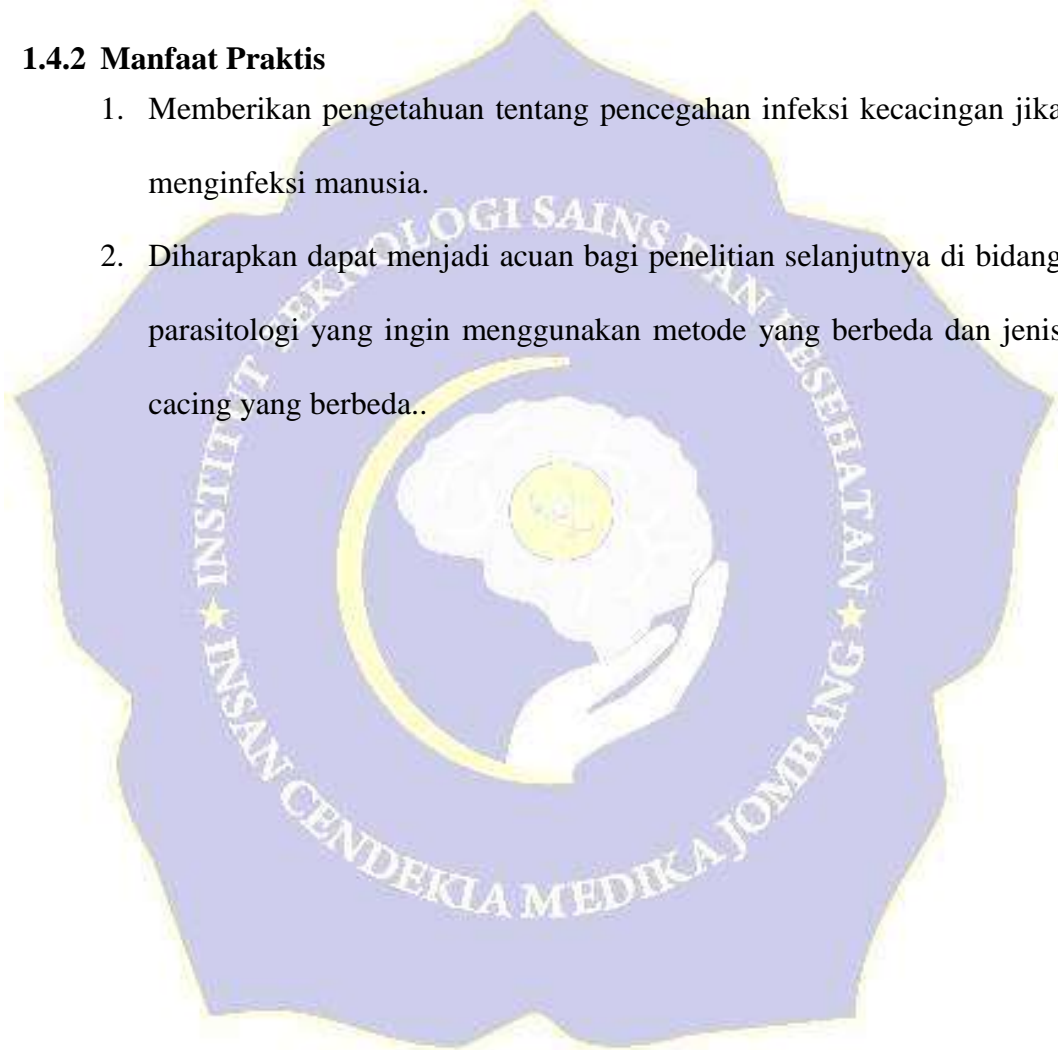 1.4.2 Manfaat Praktis
1. Memberikan pengetahuan tentang pencegahan infeksi kecacingan jika
menginfeksi manusia.
2. Diharapkan dapat menjadi acuan bagi penelitian selanjutnya di bidang
parasitologi yang ingin menggunakan metode yang berbeda dan jenis
cacing yang berbeda..
INSTITUT TEKNOLOGI SAINS DAN KESEHATAN
INSAN CENDEKIA MEDIKA JOMBANG